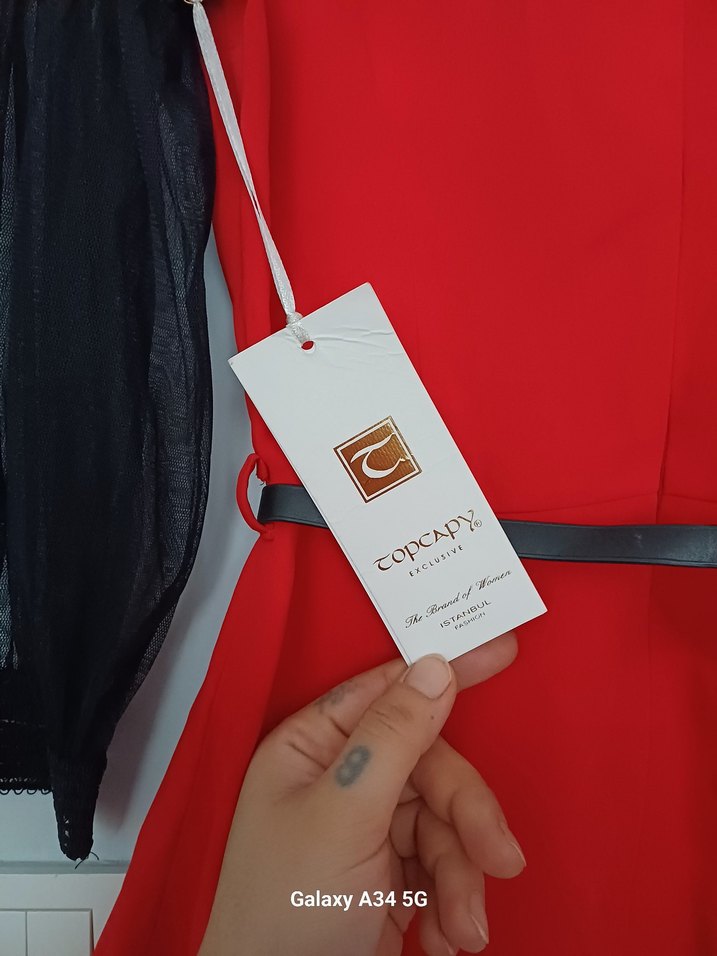 TOPCAPY®
EXCLUSIVE
The Brand of Women
ISTANBUL
FASHION
Galaxy A34 5G